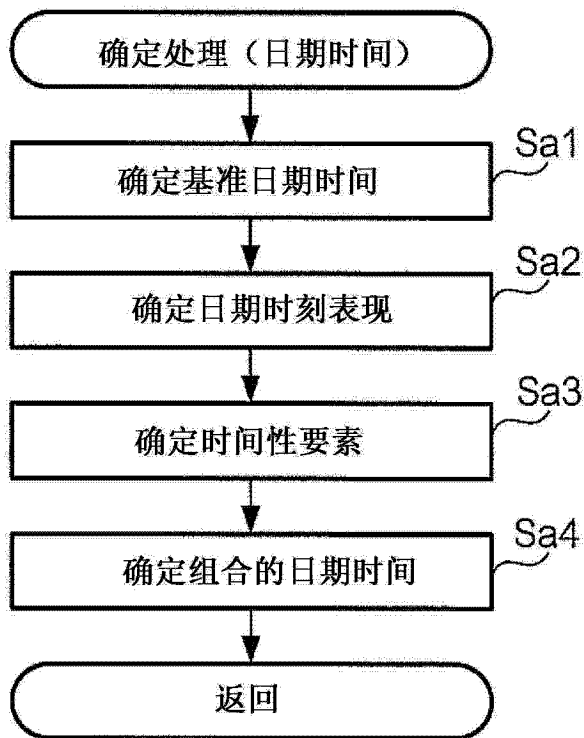 确定处理（日期时间）
Sa1
确定基准日期时间
Sa2
确定日期时刻表现
Sa3
确定时间性要素
Sa4
确定组合的日期时间
返回